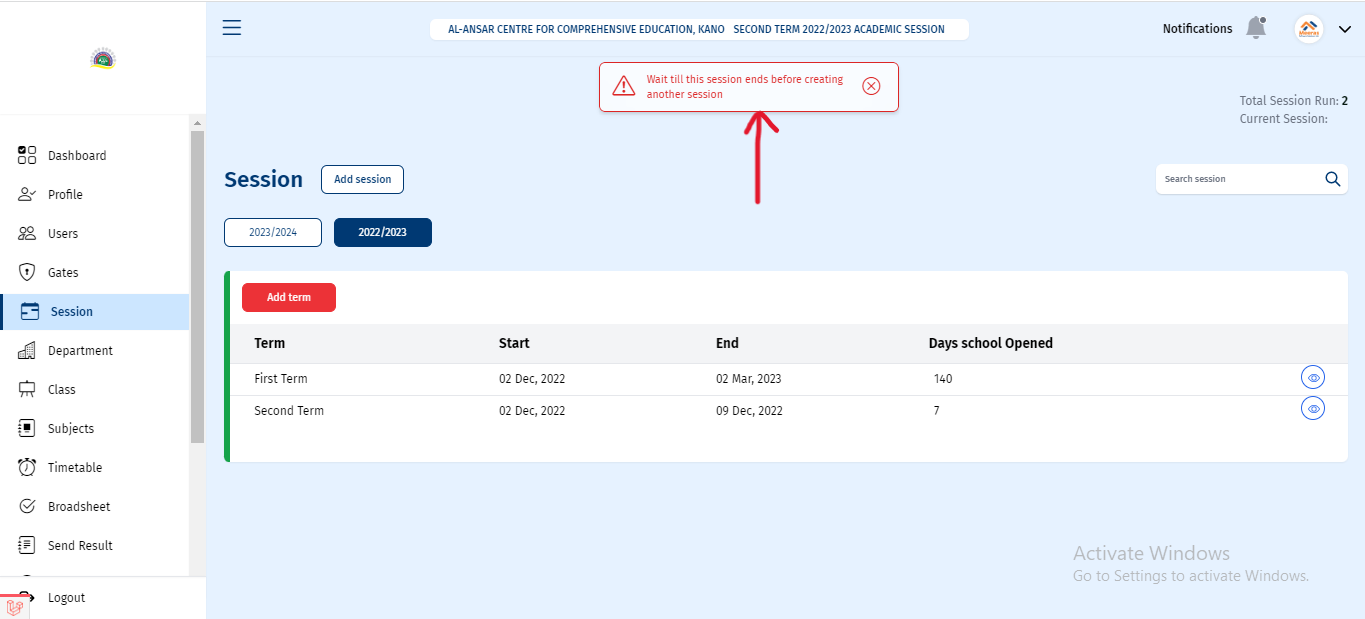 AL-ANSAR CENTRE FOR COMPREHENSIVE EDUCATION, KANO SECOND TERM 2022/2023 ACADEMIC SESSION
Notifications
Wait till this session ends before creating
another session
Total Session Run: 2
Current Session:
Dashboard
Profile
Users
Gates
Session
Department
Class
Subjects
Timetable
Broadsheet
Send Result
Logout
Session
Add session
Search session
2023/2024
2022/2023
Add term
Term Start End Days school Opened
First Term 02 Dec, 2022 02 Mar, 2023 140
Second Term 02 Dec, 2022 09 Dec, 2022 7
Activate Windows
Go to Settings to activate Windows.